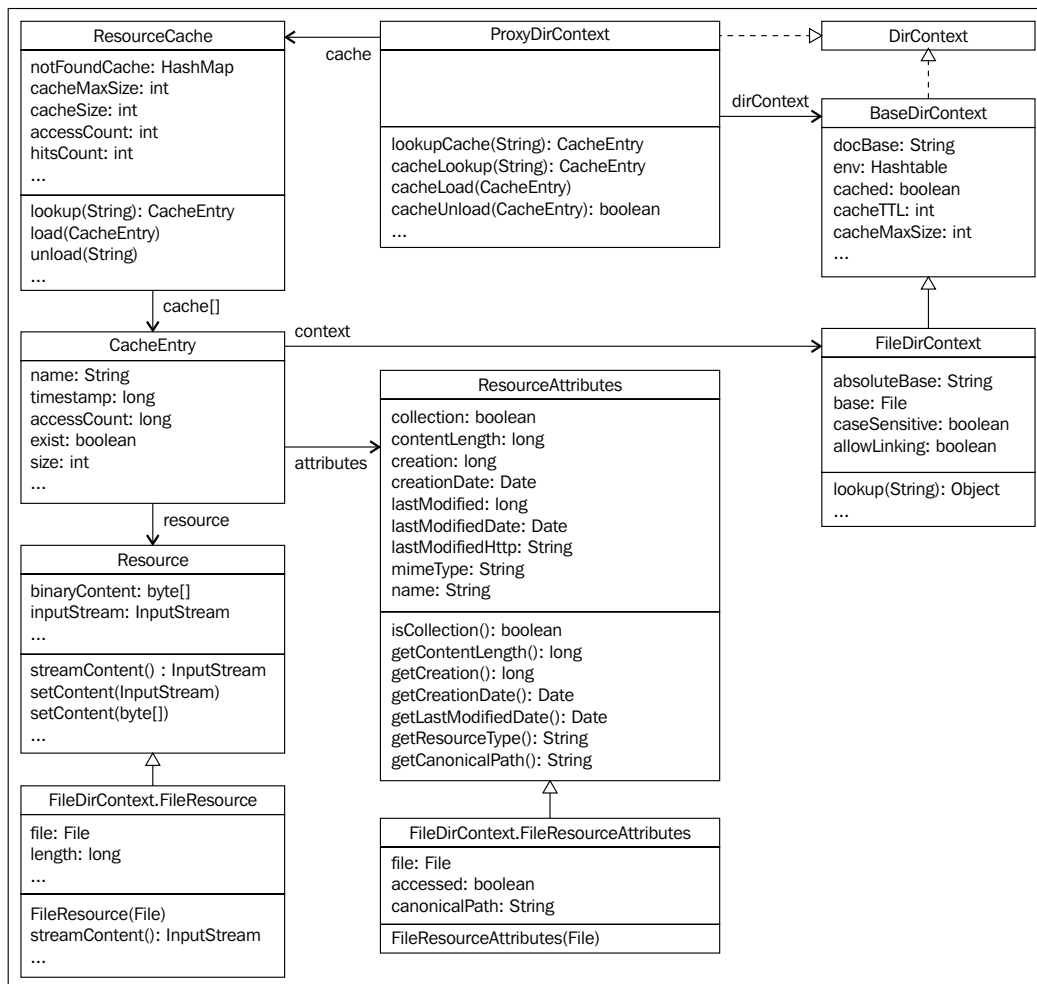 ResourceCache
notFoundCache: HashMap
cacheMaxSize: int
cacheSize: int
accessCount: int
hitsCount: int
...
lookup(String): CacheEntry
load(CacheEntry)
unload(String)
...
cache
ProxyDirContext
lookupCache(String): CacheEntry
cacheLookup(String): CacheEntry
cacheLoad(CacheEntry)
cacheUnload(CacheEntry): boolean
...
DirContext
dirContext
BaseDirContext
docBase: String
env: Hashtable
cached: boolean
cacheTTL: int
cacheMaxSize: int
...
cache[]
CacheEntry
name: String
timestamp: long
accessCount: long
exist: boolean
size: int
...
context
FileDirContext
absoluteBase: String
base: File
caseSensitive: boolean
allowLinking: boolean
lookup(String): Object
...
attributes
ResourceAttributes
collection: boolean
contentLength: long
creation: long
creationDate: Date
lastModified: long
lastModifiedDate: Date
lastModifiedHttp: String
mimeType: String
name: String
isCollection(): boolean
getContentLength(): long
getCreation(): long
getCreationDate(): Date
getLastModifiedDate(): Date
getResourceType(): String
getCanonicalPath(): String
resource
Resource
binaryContent: byte[]
inputStream: InputStream
...
streamContent() : InputStream
setContent(InputStream)
setContent(byte[])
...
FileDirContext.FileResource
file: File
length: long
...
FileResource(File)
streamContent(): InputStream
...
FileDirContext.FileResourceAttributes
file: File
accessed: boolean
canonicalPath: String
FileResourceAttributes(File)